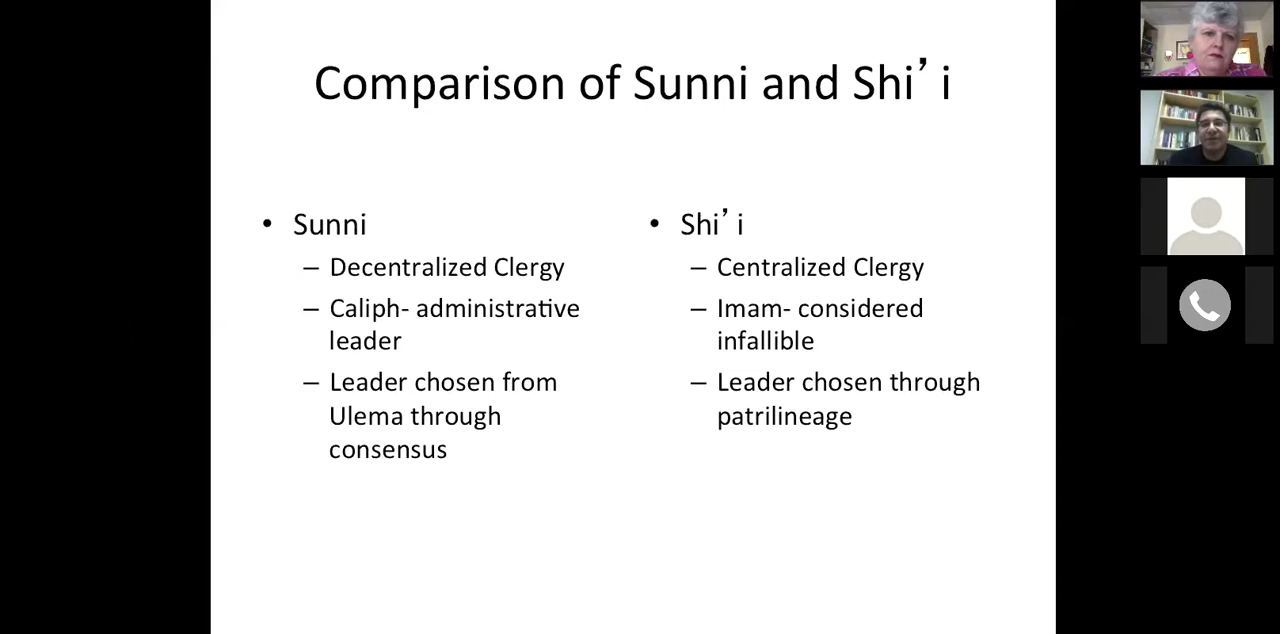 Comparison of Sunni and Shi’ i
• Sunni
– Decentralized Clergy
– Caliph- administrative
leader
– Leader chosen from
Ulema through
consensus
• Shi’ i
– Centralized Clergy
– Imam- considered
infallible
– Leader chosen through
patrilineage